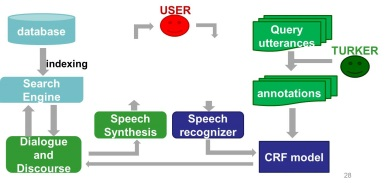 USER
database
Query
utterances
TURKER
indexing
Search
Engine
annotations
Speech
Synthesis
Speech
recognizer
Dialogue
and
Discourse
CRF model
28